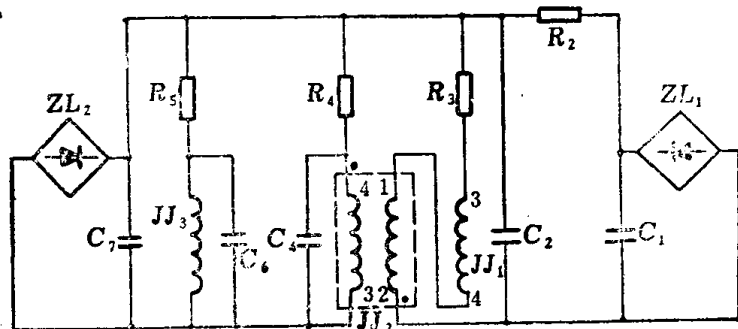 R₂
ZL₂
R₅
R₄
R₃
ZL₁
4
1
3
JJ₃
C₇
C₆
C₄
C₂
C₁
JJ₁
3
2
4
JJ₂